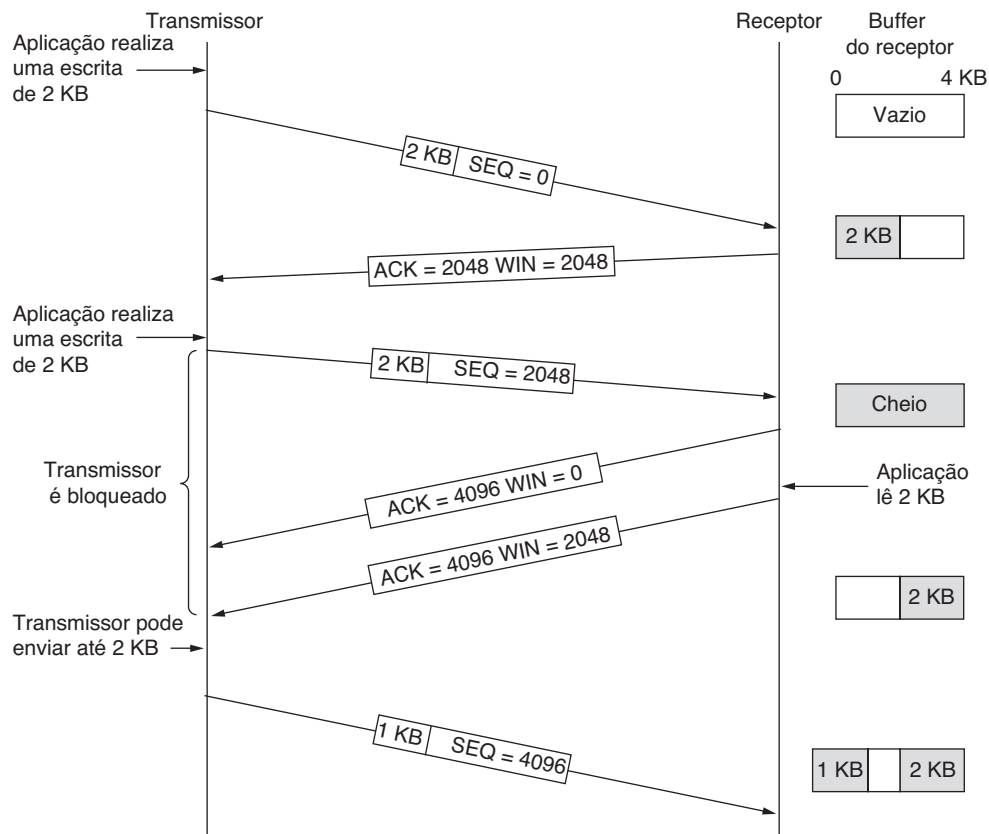 Transmissor
Receptor
Buffer
do receptor
0
4 KB
Aplicação realiza
uma escrita
de 2 KB
Vazio
2 KB SEQ = 0
2 KB
ACK = 2048 WIN = 2048
Aplicação realiza
uma escrita
de 2 KB
2 KB SEQ = 2048
Cheio
Transmissor
é bloqueado
ACK = 4096 WIN = 0
Aplicação
lê 2 KB
ACK = 4096 WIN = 2048
2 KB
Transmissor pode
enviar até 2 KB
1 KB SEQ = 4096
1 KB
2 KB